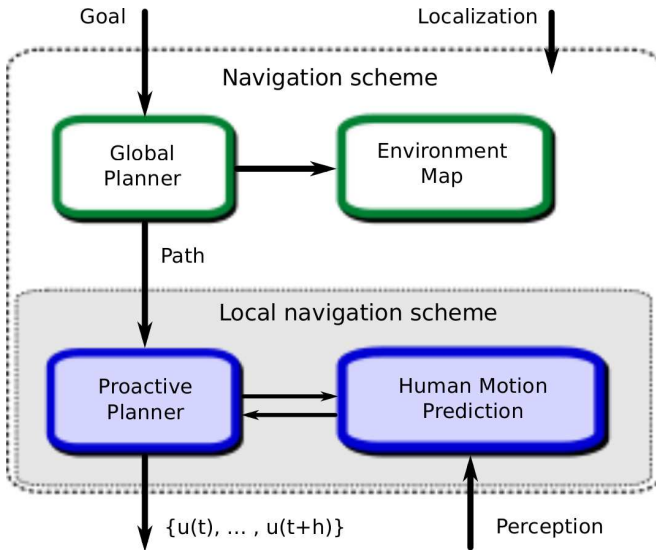 Goal
Localization
Navigation scheme
Global
Planner
Environment
Map
Path
Local navigation scheme
Proactive
Planner
Human Motion
Prediction
{u(t), ... , u(t+h)}
Perception